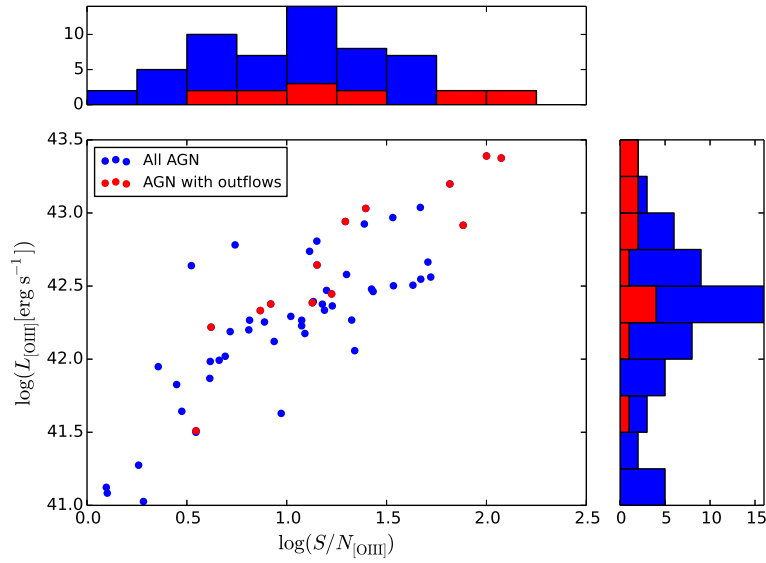 10
5
0
43.5
43.0
42.5
42.0
41.5
41.0
log(L[OIII][erg s−1])
All AGN
AGN with outflows
0.0 0.5 1.0 1.5 2.0 2.5
log(S/N[OIII])
0 5 10 15